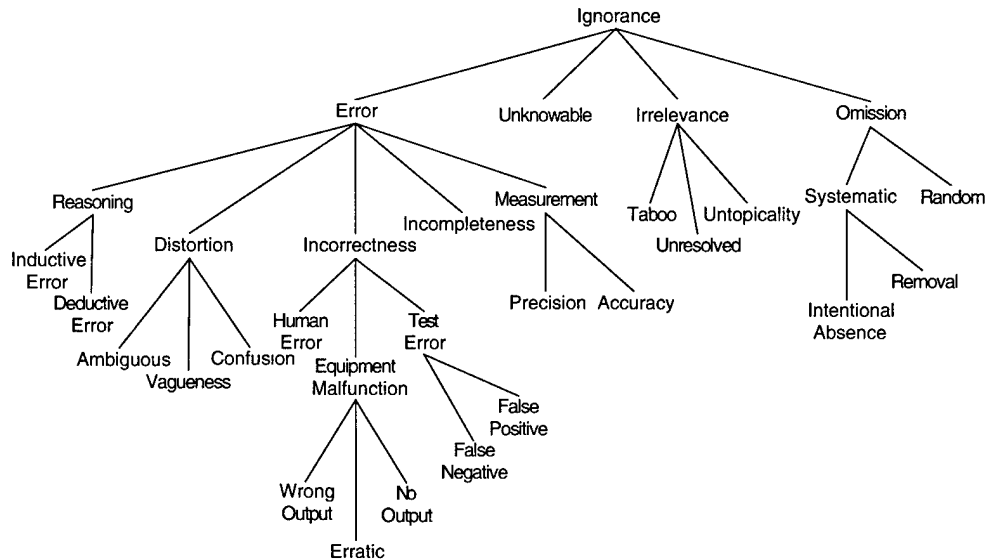 Ignorance
Error
Unknowable
Irrelevance
Omission
Reasoning
Distortion
Incorrectness
Incompleteness
Measurement
Taboo
Unresolved
Untopicality
Systematic
Random
Inductive
Error
Deductive
Error
Ambiguous
Vagueness
Confusion
Human
Error
Equipment
Malfunction
Test
Error
Precision
Accuracy
Intentional
Absence
Removal
Wrong
Output
Erratic
No
Output
False
Negative
False
Positive